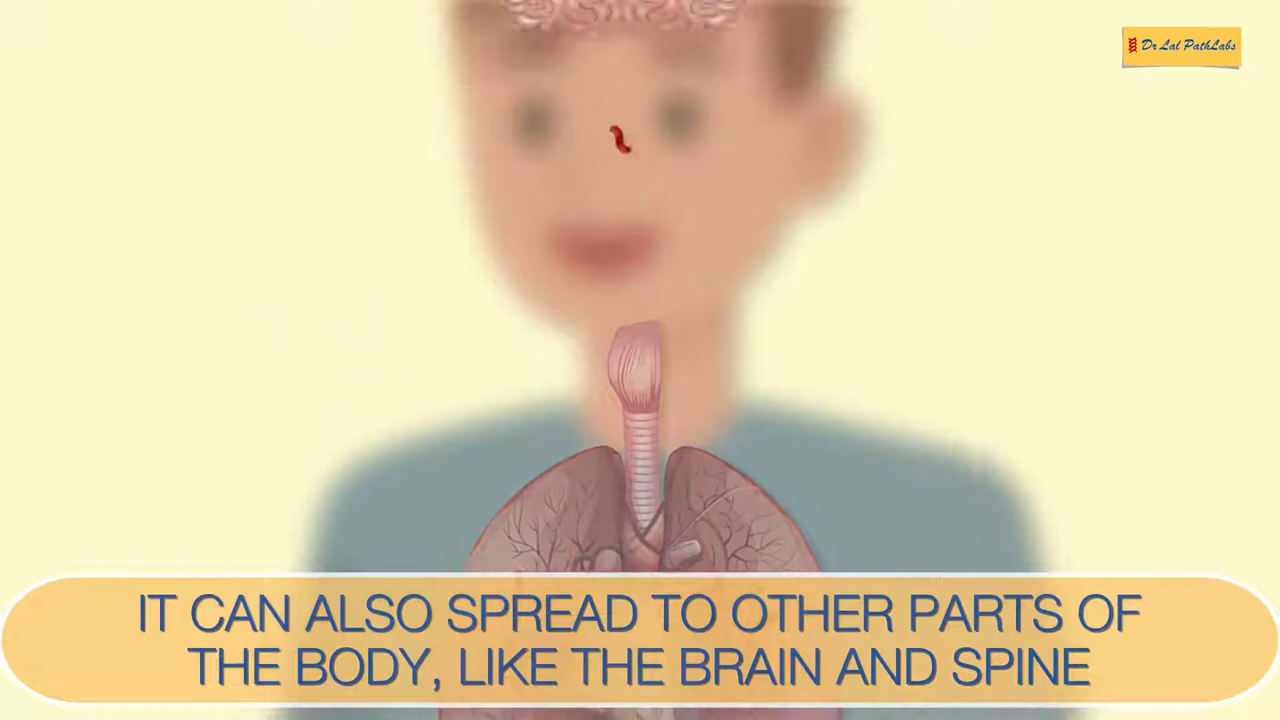 Dr Lal PathLabs
IT CAN ALSO SPREAD TO OTHER PARTS OF
THE BODY, LIKE THE BRAIN AND SPINE